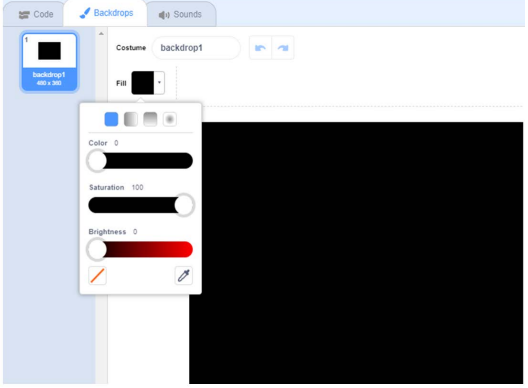 Code Backdrops Sounds
1
backdrop1
480 x 360
Costume backdrop1
Fill
Color 0
Saturation 100
Brightness 0